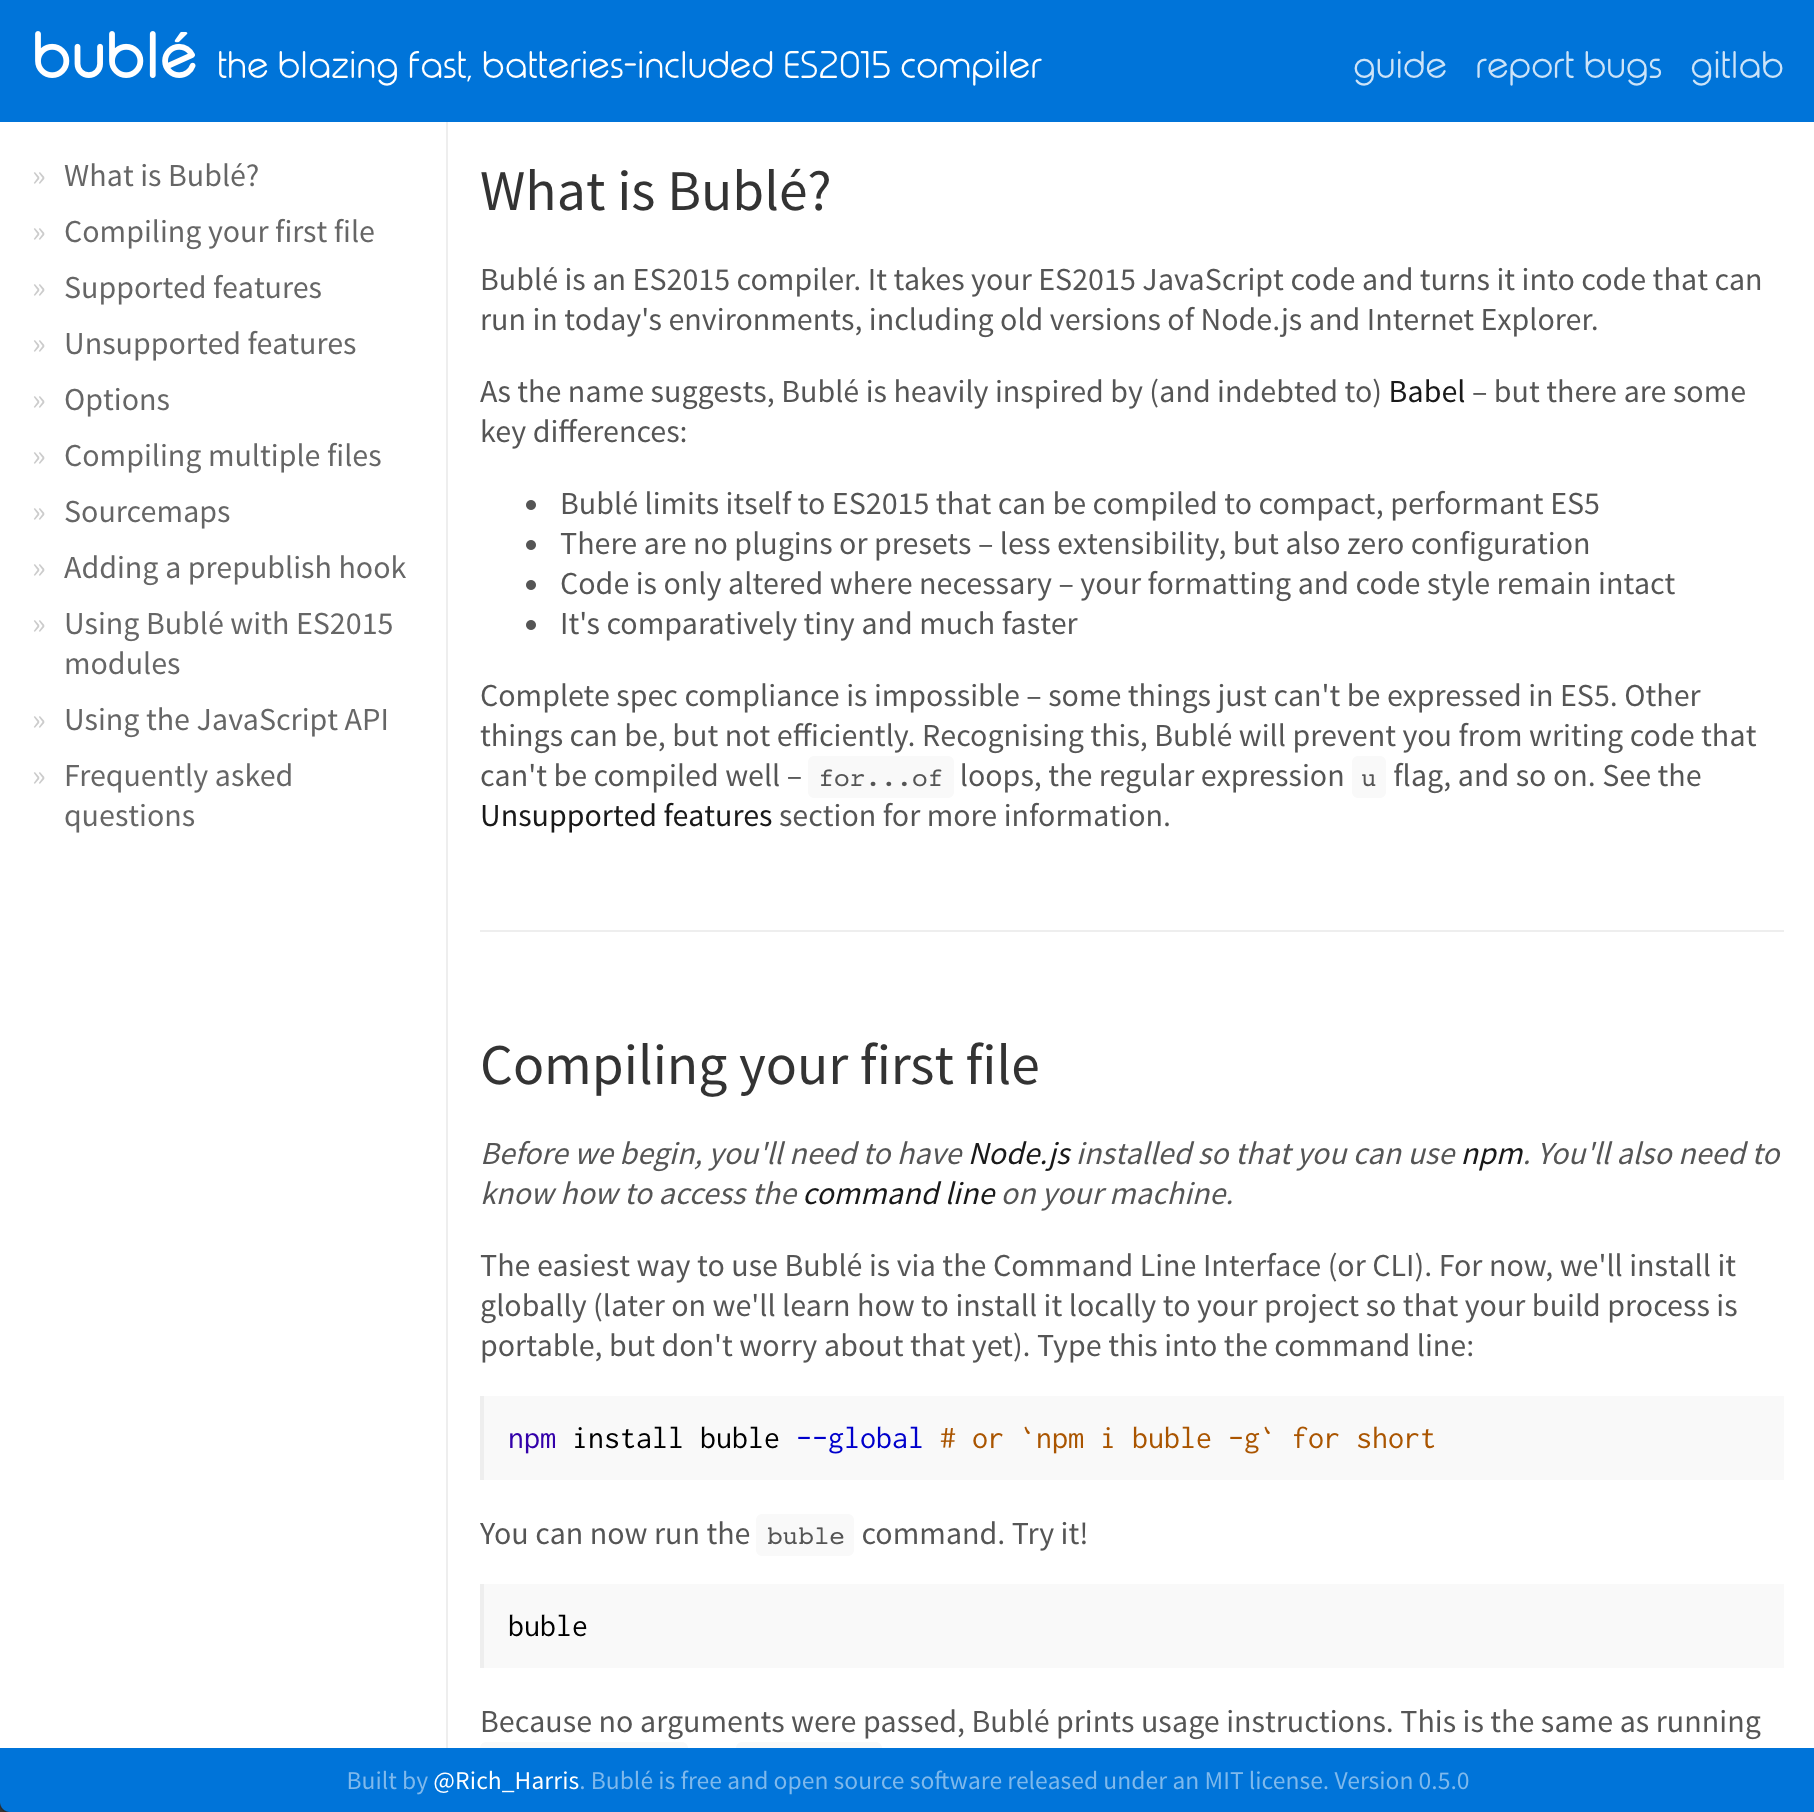 bublé the blazing fast, batteries-included ES2015 compiler guide report bugs gitlab
» What is Bublé?
» Compiling your first file
» Supported features
» Unsupported features
» Options
» Compiling multiple files
» Sourcemaps
» Adding a prepublish hook
» Using Bublé with ES2015
modules
» Using the JavaScript API
» Frequently asked
questions
What is Bublé?
Bublé is an ES2015 compiler. It takes your ES2015 JavaScript code and turns it into code that can
run in today's environments, including old versions of Node.js and Internet Explorer.
As the name suggests, Bublé is heavily inspired by (and indebted to) Babel – but there are some
key differences:
• Bublé limits itself to ES2015 that can be compiled to compact, performant ES5
• There are no plugins or presets – less extensibility, but also zero configuration
• Code is only altered where necessary – your formatting and code style remain intact
• It's comparatively tiny and much faster
Complete spec compliance is impossible – some things just can't be expressed in ES5. Other
things can be, but not efficiently. Recognising this, Bublé will prevent you from writing code that
can't be compiled well – for...of loops, the regular expression u flag, and so on. See the
Unsupported features section for more information.
Compiling your first file
Before we begin, you'll need to have Node.js installed so that you can use npm. You'll also need to
know how to access the command line on your machine.
The easiest way to use Bublé is via the Command Line Interface (or CLI). For now, we'll install it
globally (later on we'll learn how to install it locally to your project so that your build process is
portable, but don't worry about that yet). Type this into the command line:
npm install buble --global # or `npm i buble -g` for short
You can now run the buble command. Try it!
buble
Because no arguments were passed, Bublé prints usage instructions. This is the same as running
Built by @Rich_Harris. Bublé is free and open source software released under an MIT license. Version 0.5.0